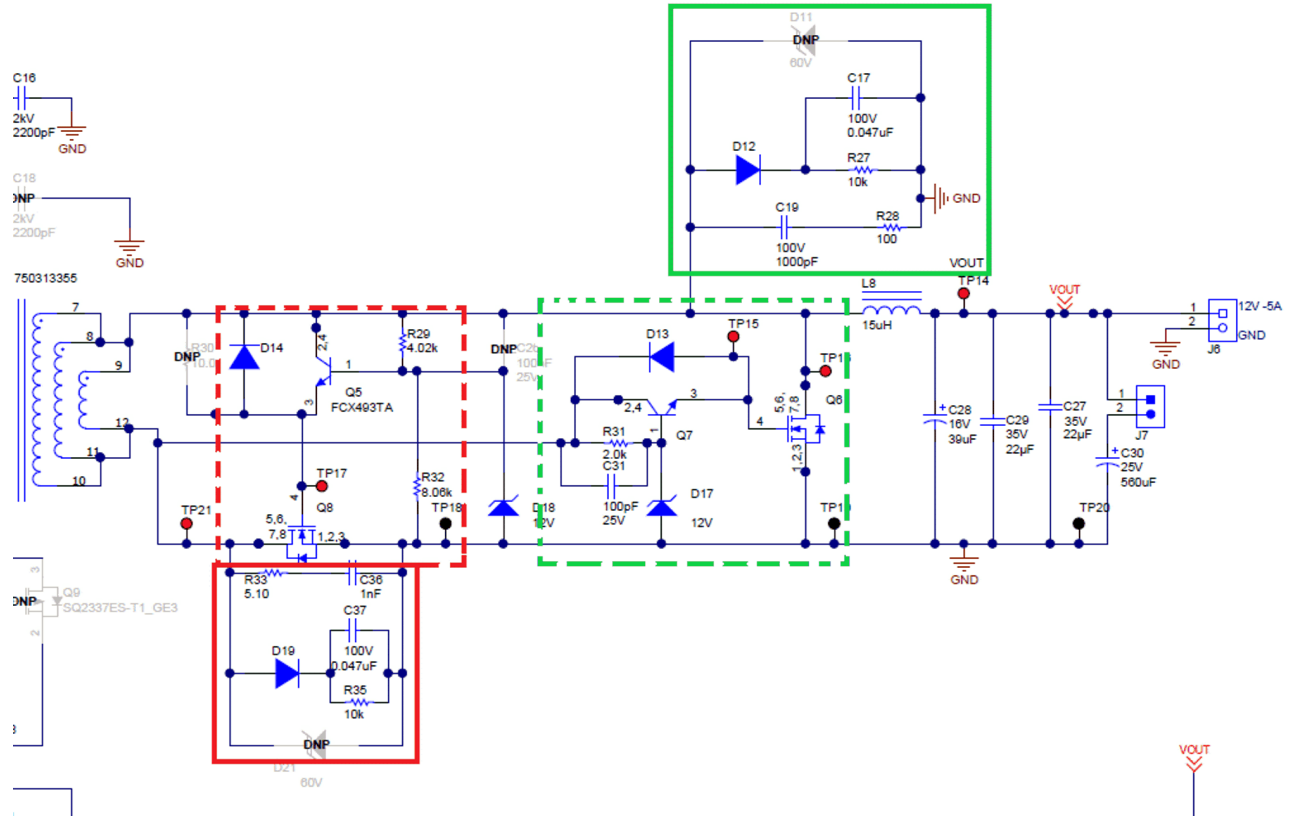 D11
DNP
60V
C16
2kV
2200pF
GND
C17
100V
0.047uF
D12
R27
10k
C18
DNP
2kV
2200pF
GND
C19
100V
1000pF
R28
100
GND
VOUT
TP14
750313355
7
8
9
12
11
10
L8
15uH
VOUT
1
2
12V -5A
GND
J6
GND
DNP
D14
2,4
1
3
Q5
FCX493TA
R29
4.02k
DNP
25V
D13
TP15
2,4
3
1
Q7
R31
2.0k
C31
100pF
25V
5,6,
7,8
4
1,2,3
Q6
C28
16V
39uF
C29
35V
22µF
C27
35V
22µF
1
2
J7
C30
25V
560uF
TP17
4
Q8
5,6,
7,8
1,2,3
R32
8.06k
TP18
D18
12V
D17
12V
TP20
TP21
GND
3
DNP
Q9
SQ2337ES-T1_GE3
2
R33
5.10
C36
1nF
C37
100V
0.047uF
D19
R35
10k
DNP
D21
60V
VOUT